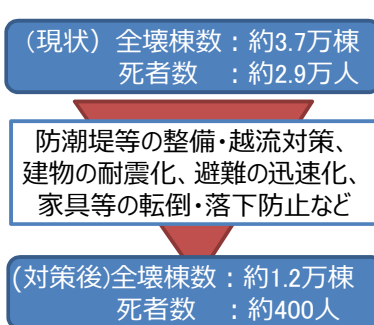 （現状）全壊棟数：約3.7万棟
死者数　：約2.9万人
防潮堤等の整備・越流対策、
建物の耐震化、避難の迅速化、
家具等の転倒・落下防止など
(対策後)全壊棟数：約1.2万棟
死者数　：約400人